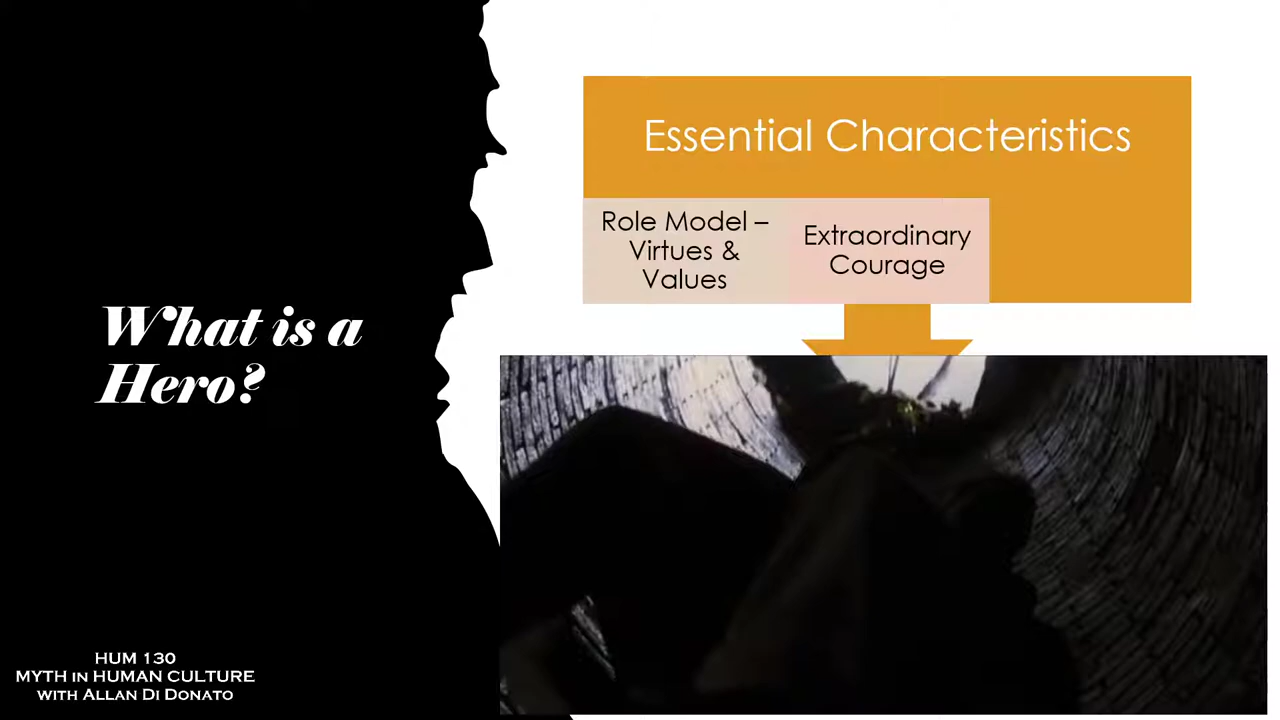 What is a
Hero?
Essential Characteristics
Role Model –
Virtues &
Values
Extraordinary
Courage
HUM 130
MYTH in HUMAN CULTURE
WITH ALLAN DI DONATO